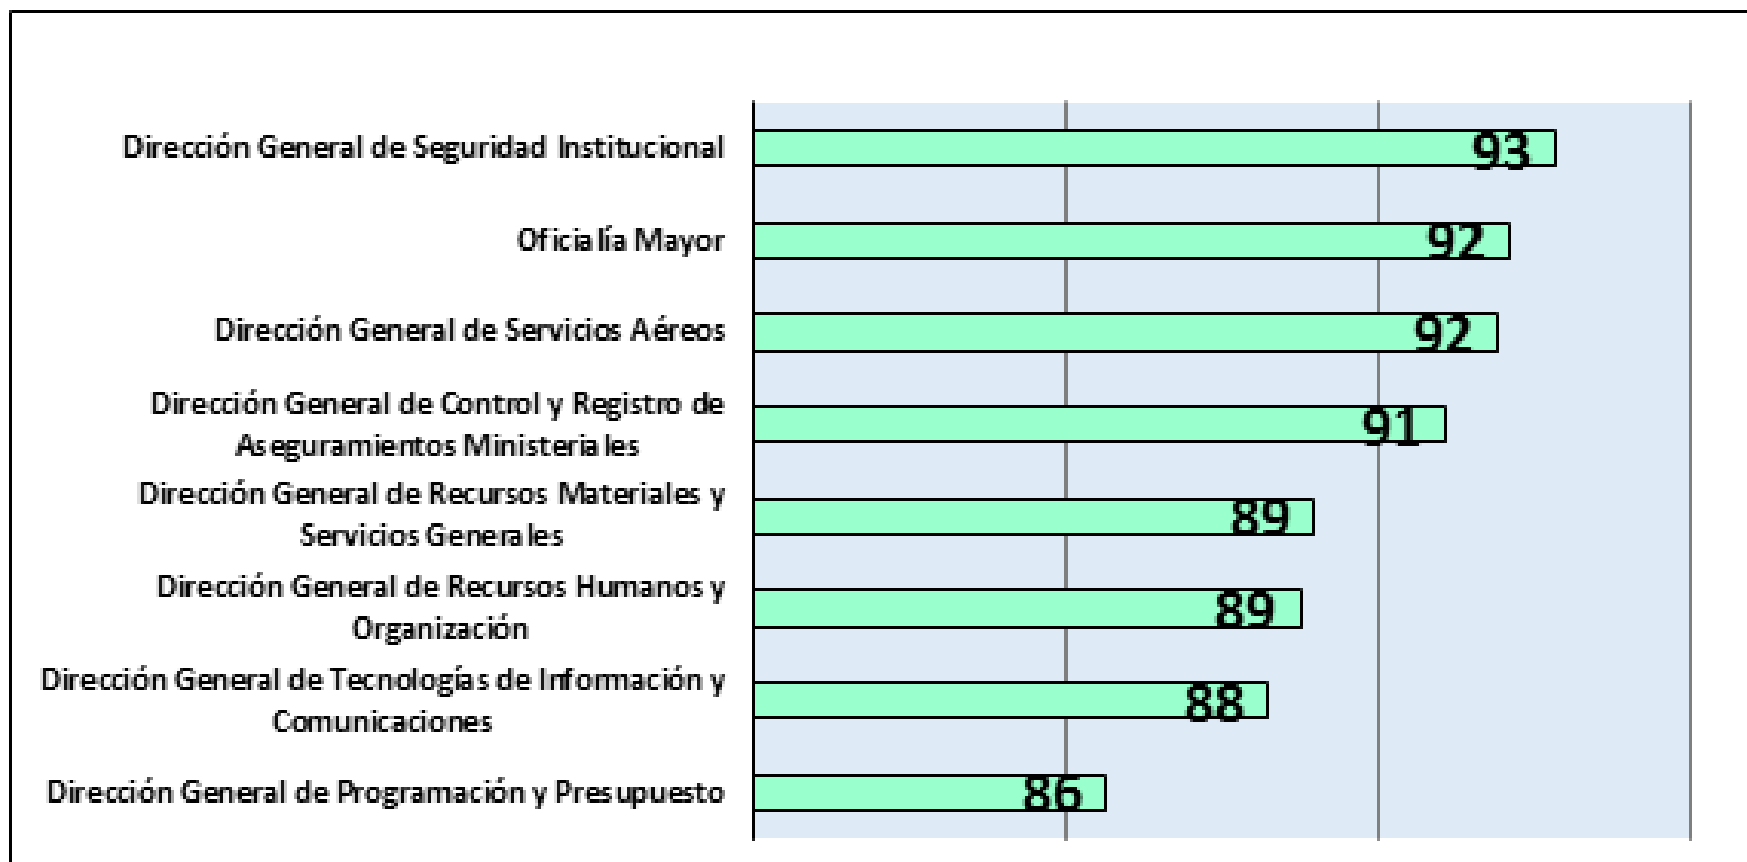 Dirección General de Seguridad Institucional
93
Oficialía Mayor
92
Dirección General de Servicios Aéreos
92
Dirección General de Control y Registro de
Aseguramientos Ministeriales
91
Dirección General de Recursos Materiales y
Servicios Generales
89
Dirección General de Recursos Humanos y
Organización
89
Dirección General de Tecnologías de Información y
Comunicaciones
88
Dirección General de Programación y Presupuesto
86